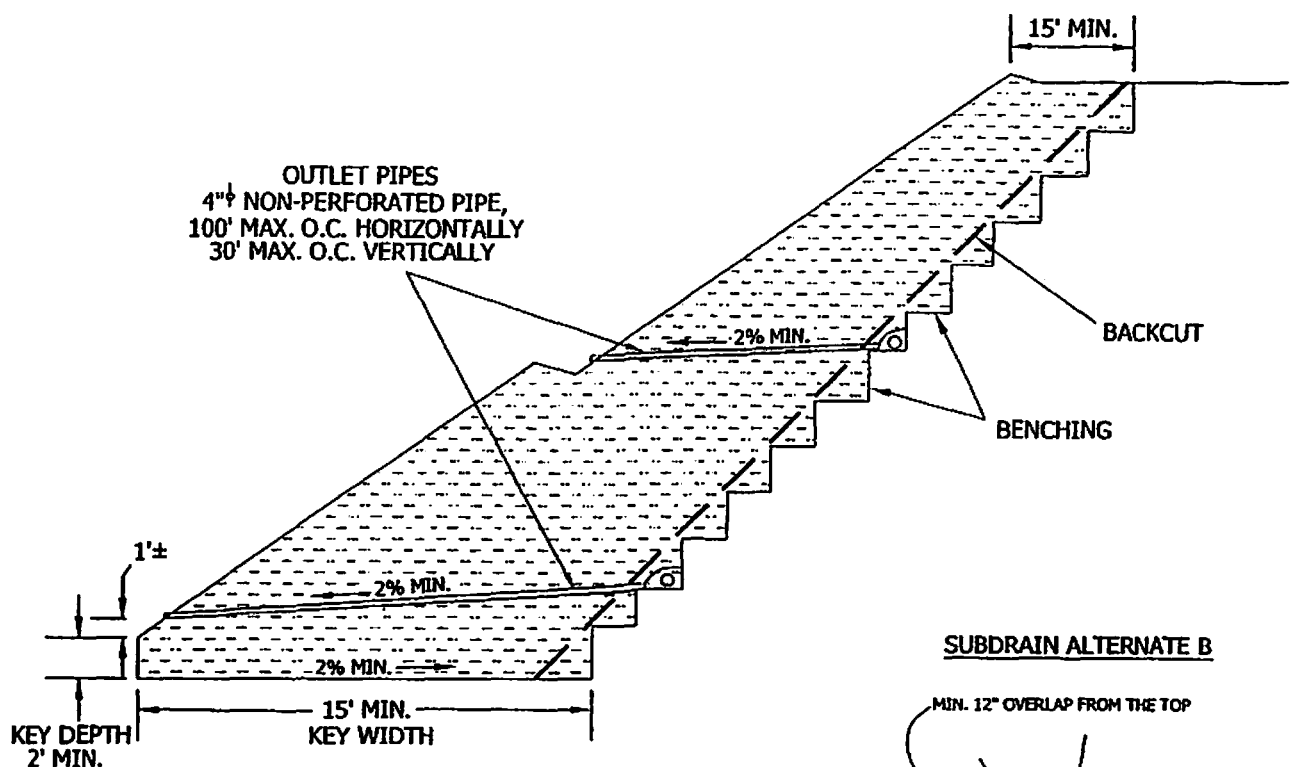 15' MIN.
OUTLET PIPES
4"ϕ NON-PERFORATED PIPE,
100' MAX. O.C. HORIZONTALLY
30' MAX. O.C. VERTICALLY
2% MIN.
BACKCUT
BENCHING
1'±
2% MIN.
2% MIN.
KEY DEPTH
2' MIN.
15' MIN.
KEY WIDTH
SUBDRAIN ALTERNATE B
MIN. 12" OVERLAP FROM THE TOP